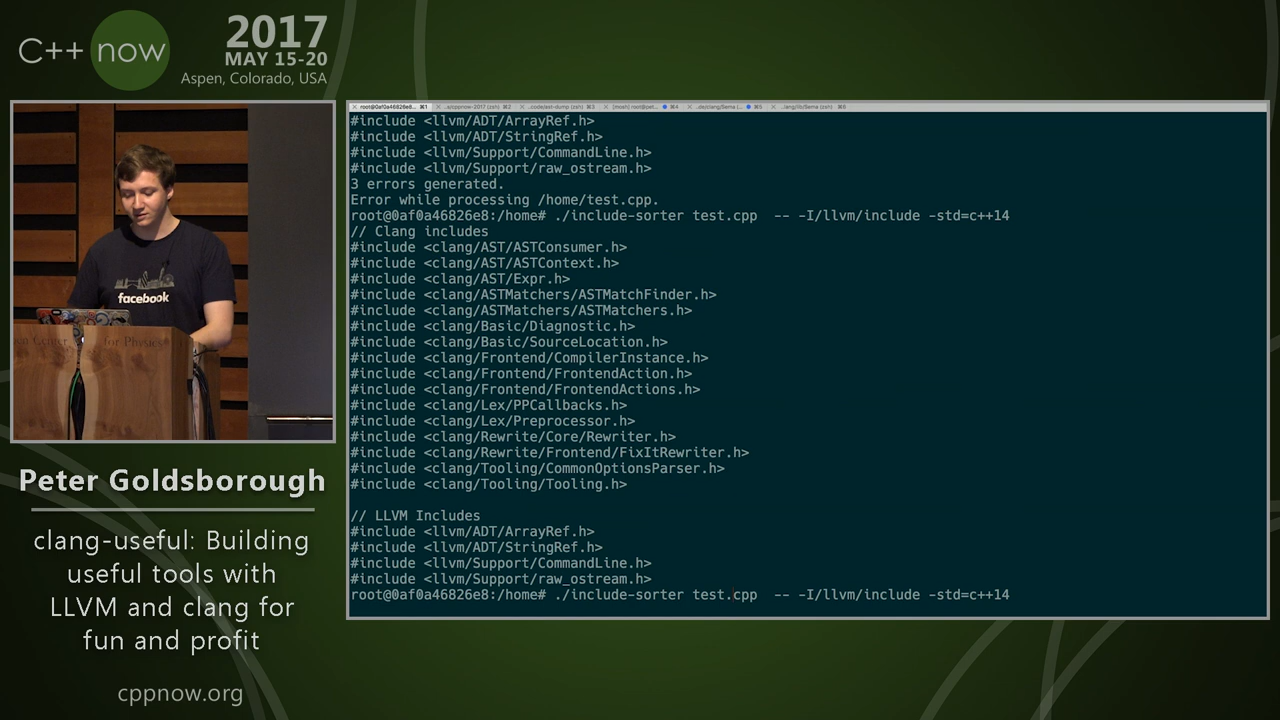 C++ now
2017
MAY 15-20
Aspen, Colorado, USA
facebook
for Physics
Peter Goldsborough
clang-useful: Building
useful tools with
LLVM and clang for
fun and profit
cppnow.org
#include <llvm/ADT/ArrayRef.h>
#include <llvm/ADT/StringRef.h>
#include <llvm/Support/CommandLine.h>
#include <llvm/Support/raw_ostream.h>
3 errors generated.
Error while processing /home/test.cpp.
root@0af0a46826e8:/home# ./include-sorter test.cpp  -- -I/llvm/include -std=c++14
// Clang includes
#include <clang/AST/ASTConsumer.h>
#include <clang/AST/ASTContext.h>
#include <clang/AST/Expr.h>
#include <clang/ASTMatchers/ASTMatchFinder.h>
#include <clang/ASTMatchers/ASTMatchers.h>
#include <clang/Basic/Diagnostic.h>
#include <clang/Basic/SourceLocation.h>
#include <clang/Frontend/CompilerInstance.h>
#include <clang/Frontend/FrontendAction.h>
#include <clang/Frontend/FrontendActions.h>
#include <clang/Lex/PPCallbacks.h>
#include <clang/Lex/Preprocessor.h>
#include <clang/Rewrite/Core/Rewriter.h>
#include <clang/Rewrite/Frontend/FixItRewriter.h>
#include <clang/Tooling/CommonOptionsParser.h>
#include <clang/Tooling/Tooling.h>
// LLVM Includes
#include <llvm/ADT/ArrayRef.h>
#include <llvm/ADT/StringRef.h>
#include <llvm/Support/CommandLine.h>
#include <llvm/Support/raw_ostream.h>
root@0af0a46826e8:/home# ./include-sorter test.cpp  -- -I/llvm/include -std=c++14